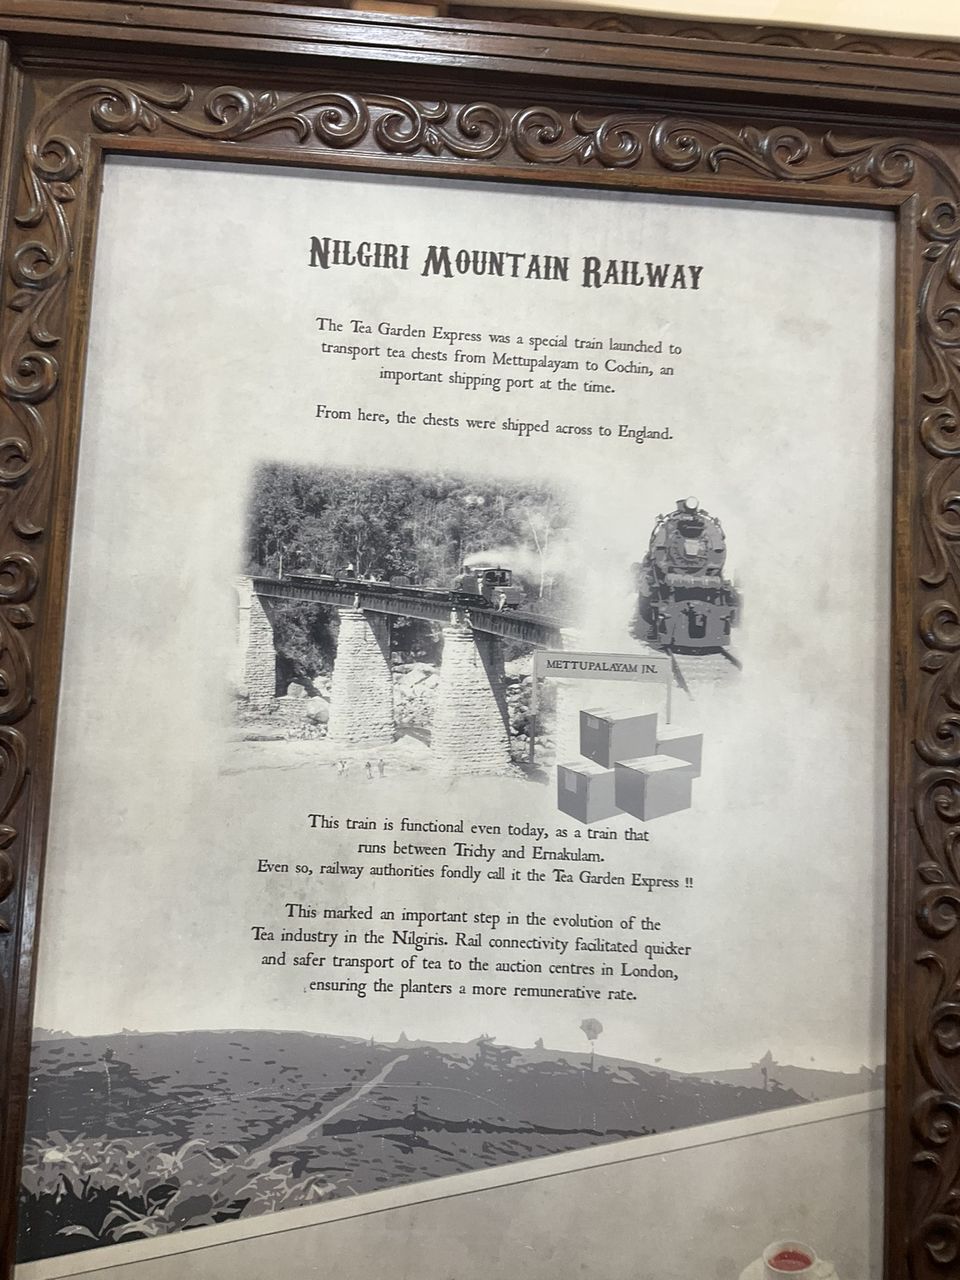 NILGIRI MOUNTAIN RAILWAY
The Tea Garden Express was a special train launched to
transport tea chests from Mettupalayam to Cochin, an
important shipping port at the time.
From here, the chests were shipped across to England.
METTUPALAYAM JN.
This train is functional even today, as a train that
runs between Trichy and Ernakulam.
Even so, railway authorities fondly call it the Tea Garden Express !!
This marked an important step in the evolution of the
Tea industry in the Nilgiris. Rail connectivity facilitated quicker
and safer transport of tea to the auction centres in London,
ensuring the planters a more remunerative rate.